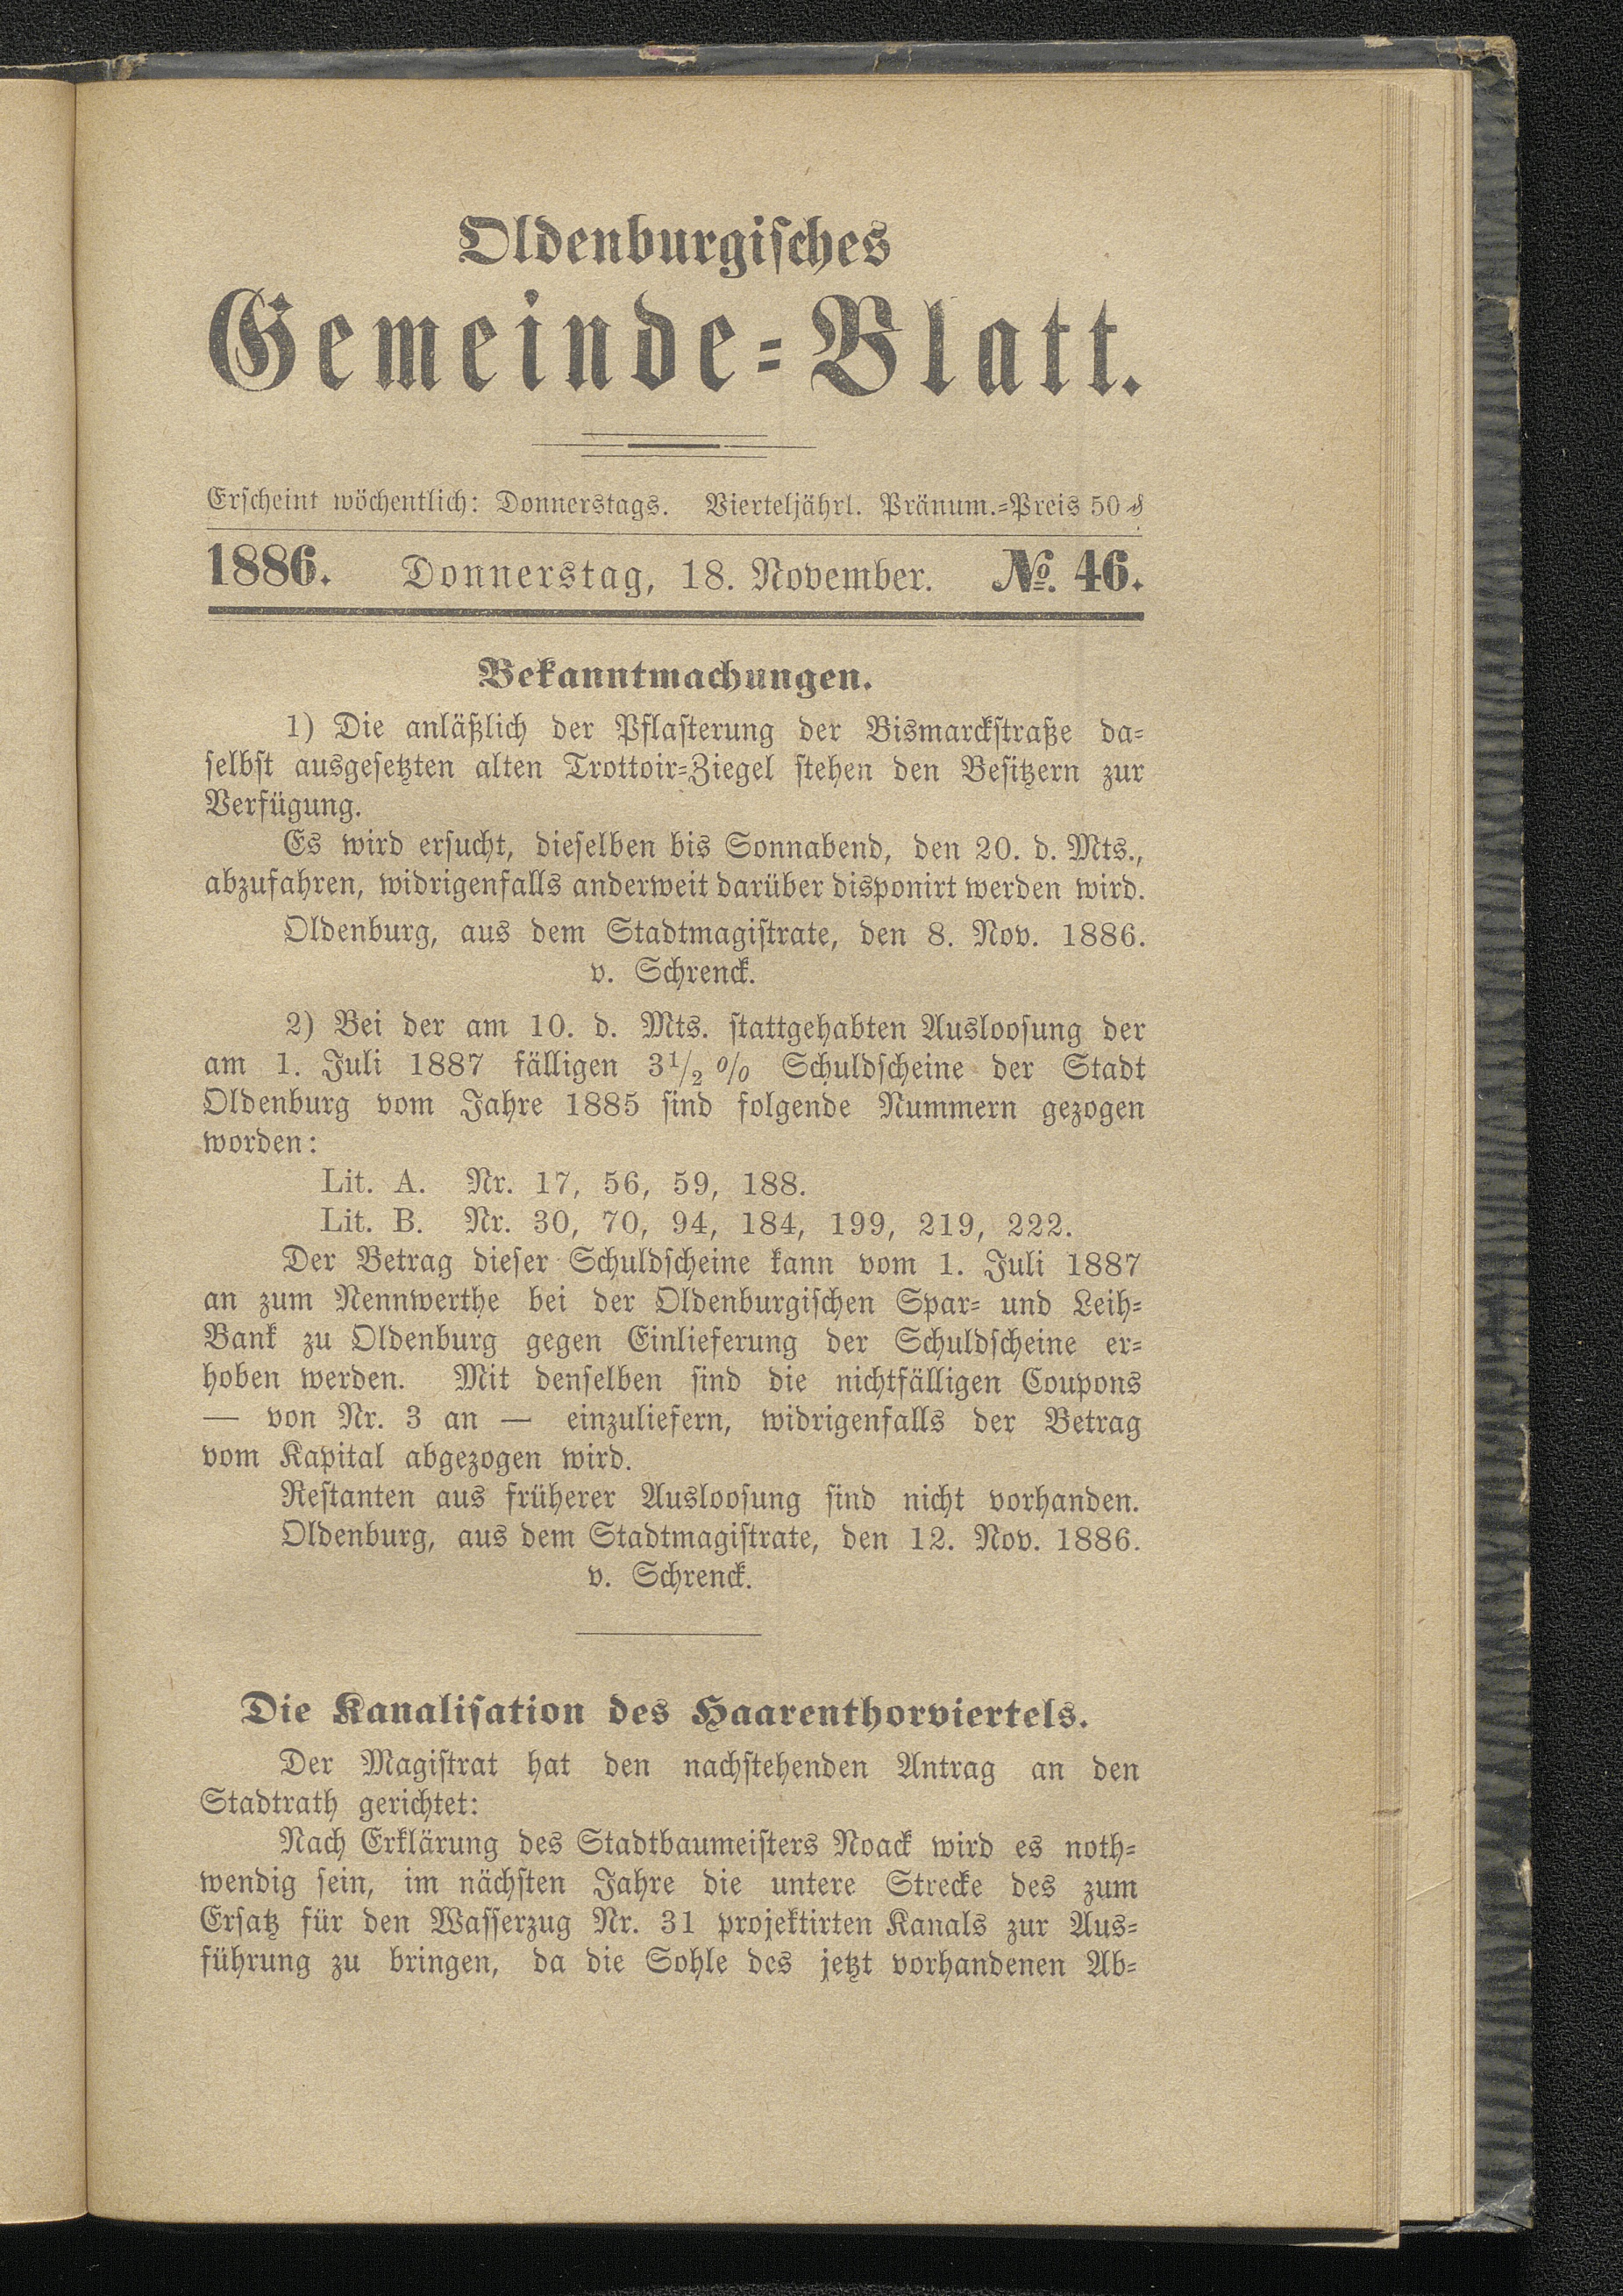 Oldenburgisches
Gemeinde-Blatt.
Erscheint wöchentlich: Donnerstags. Vierteljährl. Pränum.-Preis 50 ₰
1886. Donnerstag, 18. November. №. 46.
Bekanntmachungen.
1) Die anläßlich der Pflasterung der Bismarckstraße da-
selbst ausgesetzten alten Trottoir-Ziegel stehen den Besitzern zur
Verfügung.
Es wird ersucht, dieselben bis Sonnabend, den 20. d. Mts.,
abzufahren, widrigenfalls anderweit darüber disponirt werden wird.
Oldenburg, aus dem Stadtmagistrate, den 8. Nov. 1886.
v. Schrenck.
2) Bei der am 10. d. Mts. stattgehabten Ausloosung der
am 1. Juli 1887 fälligen 3 1/2 % Schuldscheine der Stadt
Oldenburg vom Jahre 1885 sind folgende Nummern gezogen
worden:
Lit. A. Nr. 17, 56, 59, 188.
Lit. B. Nr. 30, 70, 94, 184, 199, 219, 222.
Der Betrag dieser Schuldscheine kann vom 1. Juli 1887
an zum Nennwerthe bei der Oldenburgischen Spar- und Leih-
Bank zu Oldenburg gegen Einlieferung der Schuldscheine er-
hoben werden. Mit denselben sind die nichtfälligen Coupons
— von Nr. 3 an — einzuliefern, widrigenfalls der Betrag
vom Kapital abgezogen wird.
Restanten aus früherer Ausloosung sind nicht vorhanden.
Oldenburg, aus dem Stadtmagistrate, den 12. Nov. 1886.
v. Schrenck.
Die Kanalisation des Haarenthorviertels.
Der Magistrat hat den nachstehenden Antrag an den
Stadtrath gerichtet:
Nach Erklärung des Stadtbaumeisters Noack wird es noth-
wendig sein, im nächsten Jahre die untere Strecke des zum
Ersatz für den Wasserzug Nr. 31 projektirten Kanals zur Aus-
führung zu bringen, da die Sohle des jetzt vorhandenen Ab-